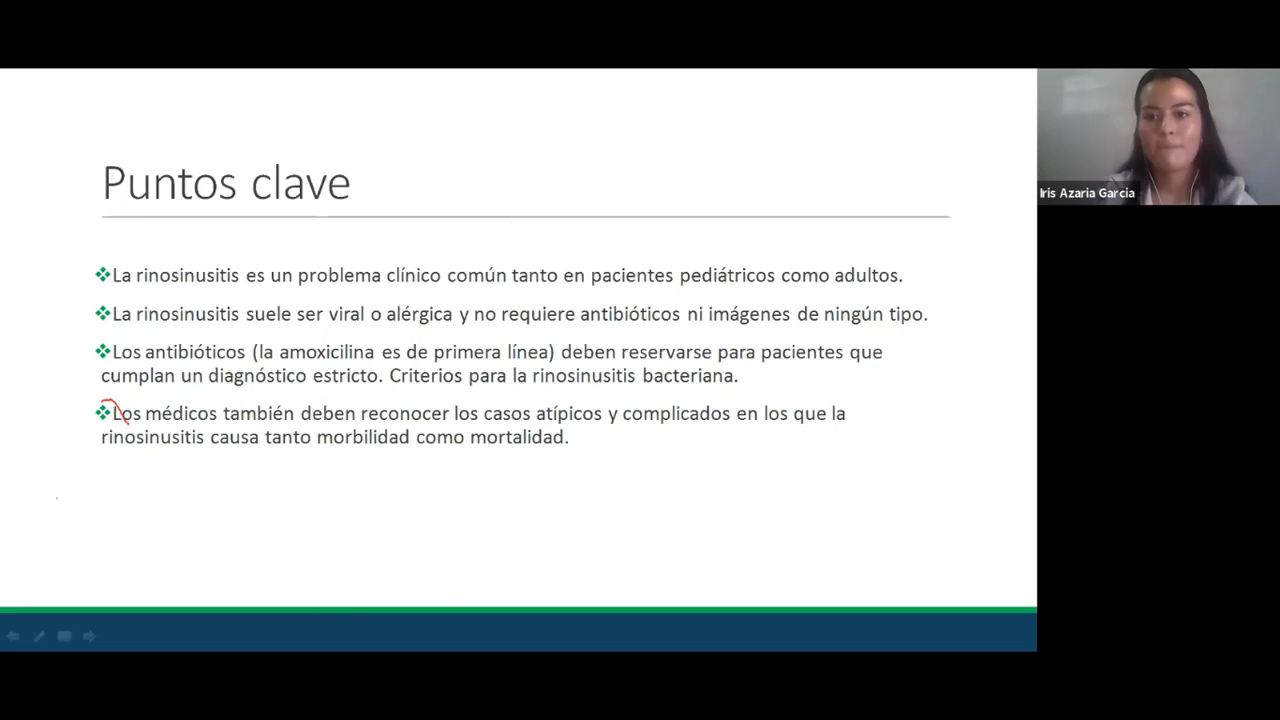 Puntos clave
La rinosinusitis es un problema clínico común tanto en pacientes pediátricos como adultos.
La rinosinusitis suele ser viral o alérgica y no requiere antibióticos ni imágenes de ningún tipo.
Los antibióticos (la amoxicilina es de primera línea) deben reservarse para pacientes que
cumplan un diagnóstico estricto. Criterios para la rinosinusitis bacteriana.
Los médicos también deben reconocer los casos atípicos y complicados en los que la
rinosinusitis causa tanto morbilidad como mortalidad.
Iris Azaria Garcia